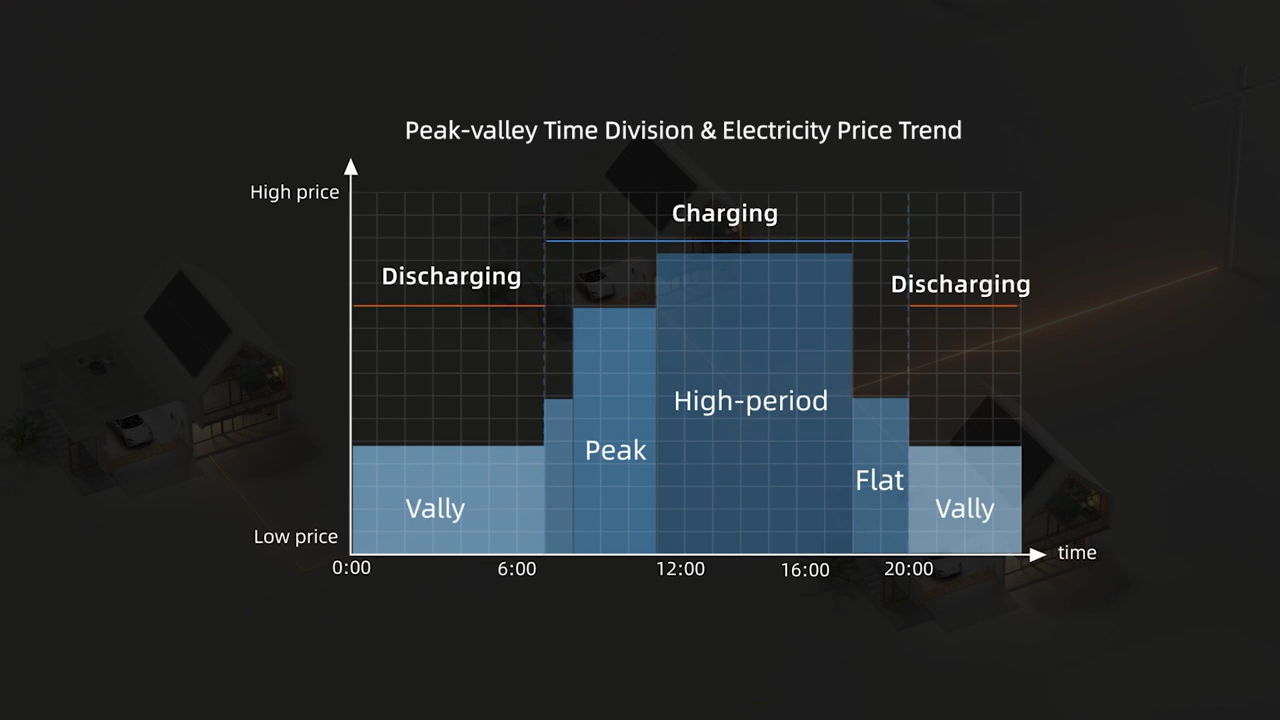 Peak-valley Time Division & Electricity Price Trend
High price
Charging
Discharging
Discharging
High-period
Peak
Flat
Vally
Vally
Low price
time
0:00
6:00
12:00
16:00
20:00